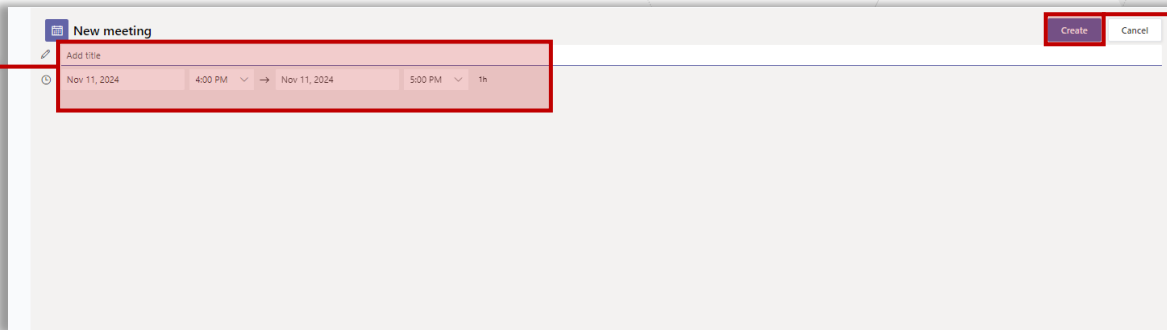 New meeting
Create
Cancel
Add title
Nov 11, 2024 4:00 PM → Nov 11, 2024 5:00 PM 1h